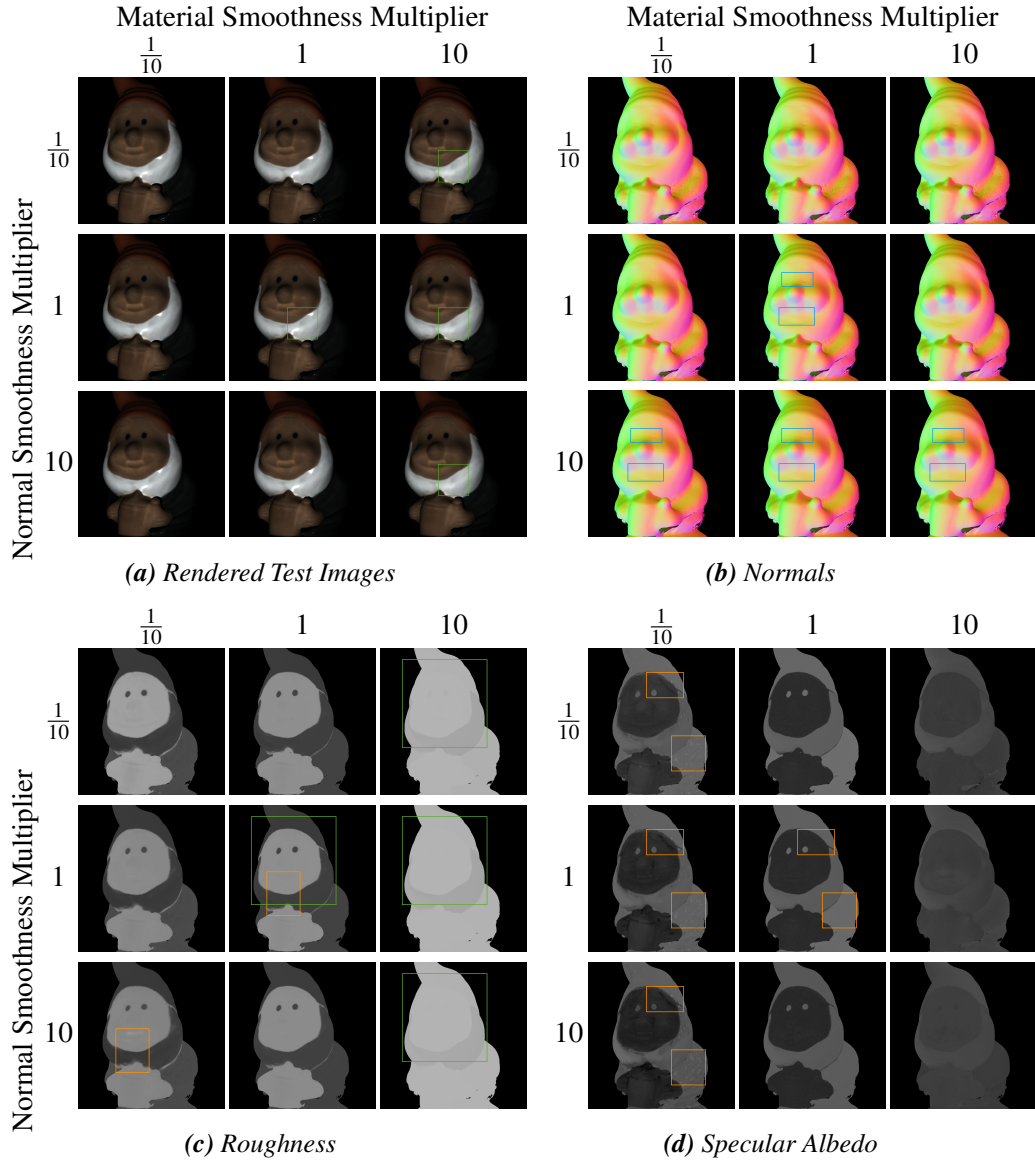 Material Smoothness Multiplier
Material Smoothness Multiplier
1/10 1 10
1/10 1 10
Normal Smoothness Multiplier
1/10
1
10
1/10
1
10
(a) Rendered Test Images
(b) Normals
1/10 1 10
1/10 1 10
Normal Smoothness Multiplier
1/10
1
10
1/10
1
10
(c) Roughness
(d) Specular Albedo